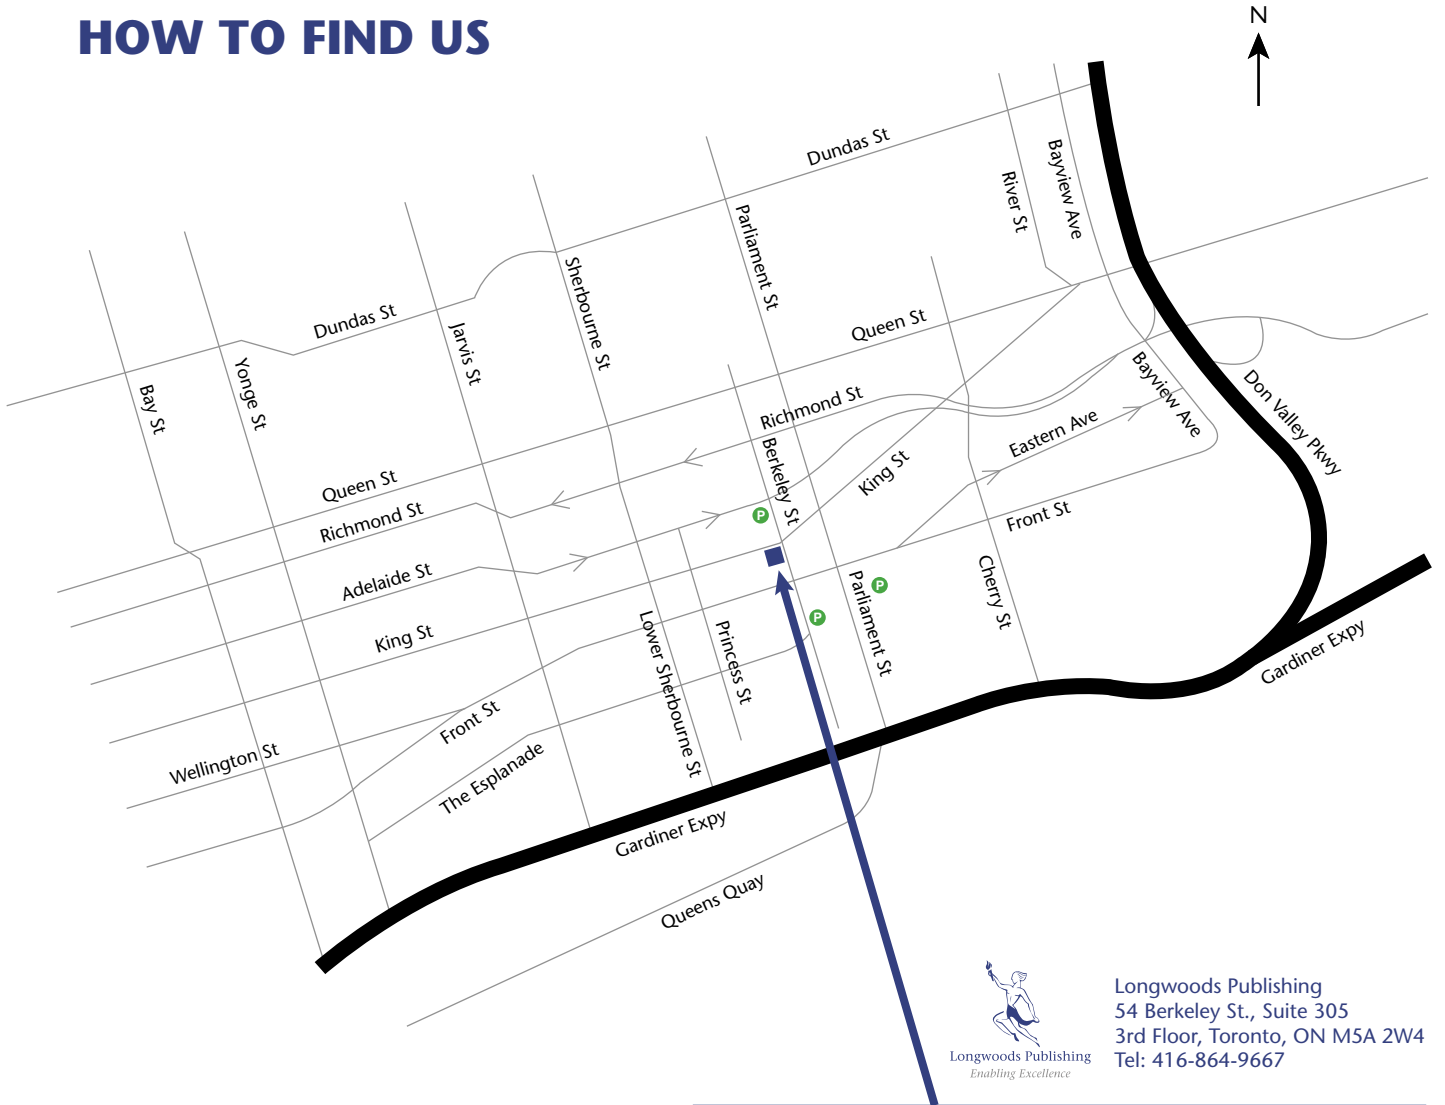 HOW TO FIND US
N
Dundas St
Bayview Ave
River St
Parliament St
Sherbourne St
Dundas St
Jarvis St
Queen St
Yonge St
Bay St
Bayview Ave
Don Valley Pkwy
Richmond St
Berkeley St
Eastern Ave
King St
Queen St
Richmond St
P
Front St
Adelaide St
Cherry St
P
Parliament St
P
King St
Lower Sherbourne St
Princess St
Gardiner Expy
Front St
Wellington St
The Esplanade
Gardiner Expy
Queens Quay
Longwoods Publishing
Enabling Excellence
Longwoods Publishing
54 Berkeley St., Suite 305
3rd Floor, Toronto, ON M5A 2W4
Tel: 416-864-9667